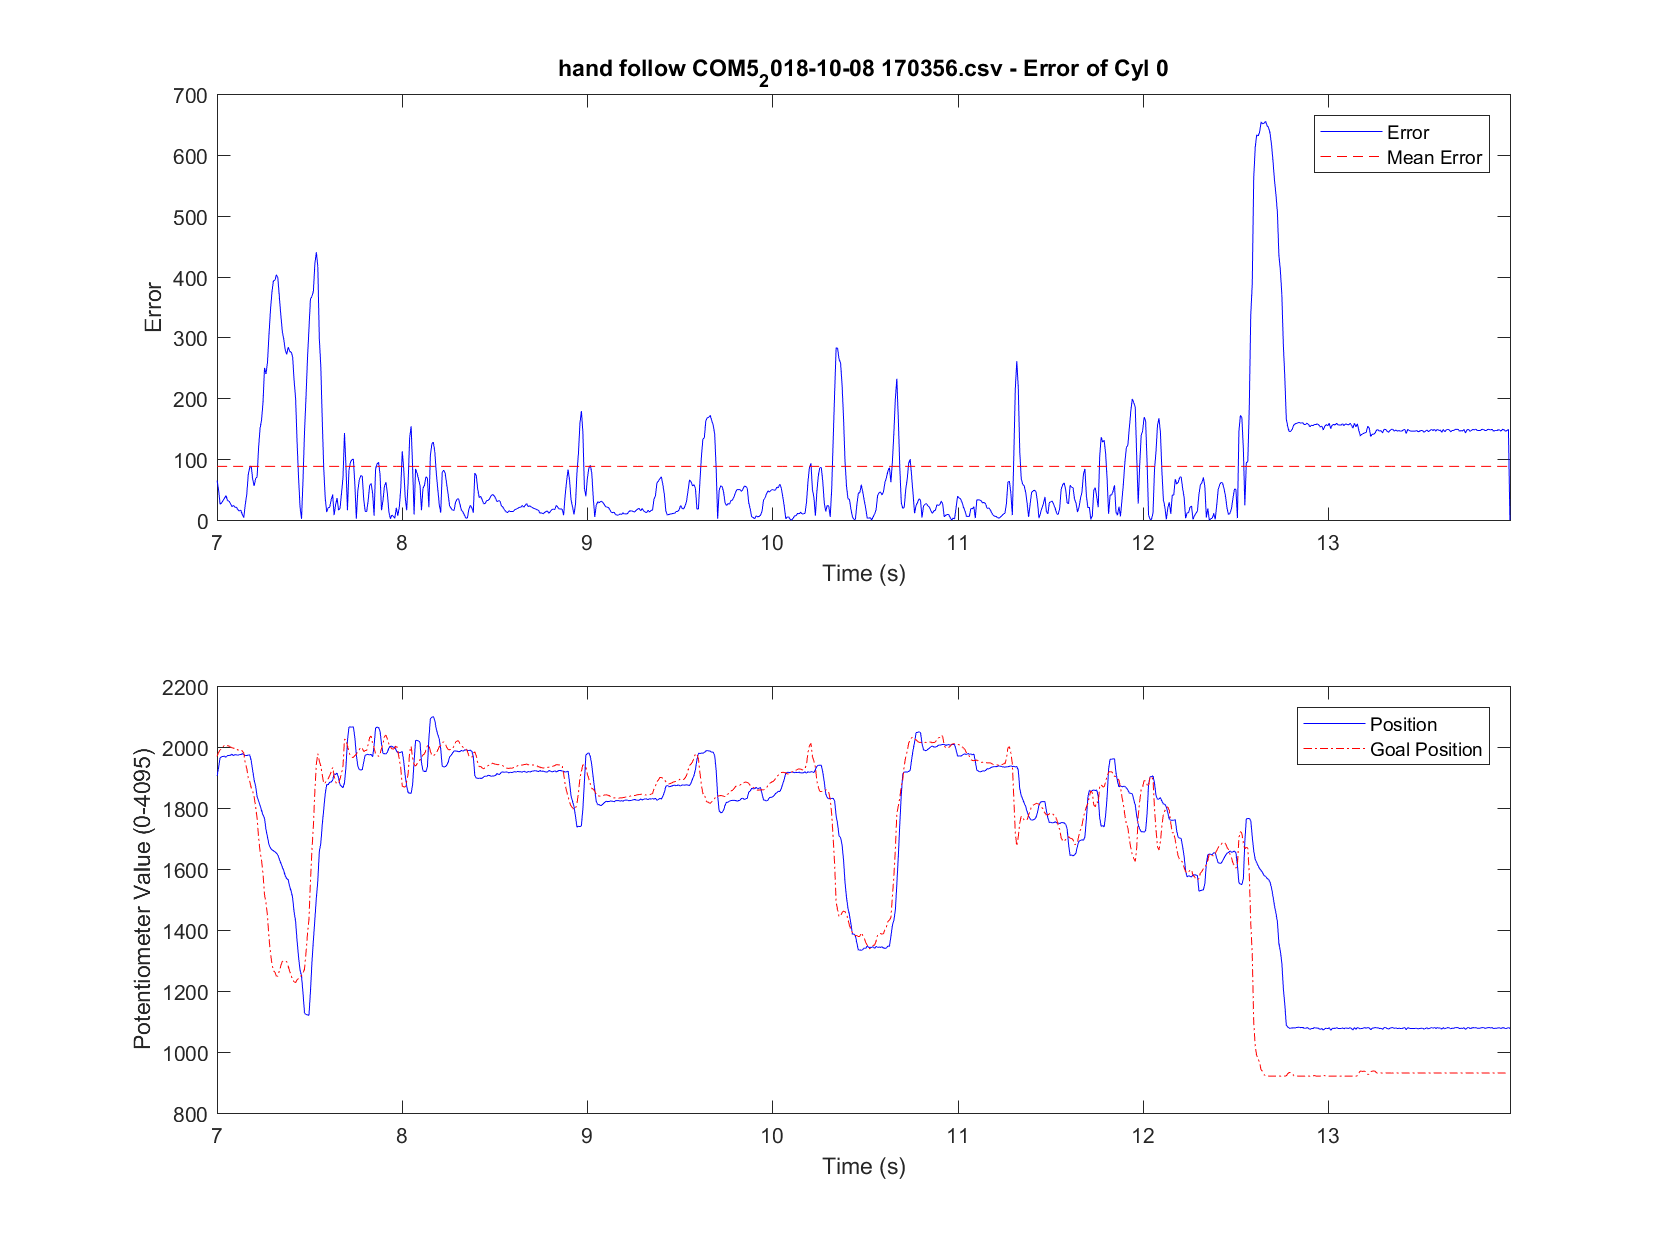 hand follow COM52018-10-08 170356.csv - Error of Cyl 0
700
600
500
400
300
200
100
0
Error
Error
Mean Error
7 8 9 10 11 12 13
Time (s)
2200
2000
1800
1600
1400
1200
1000
800
Potentiometer Value (0-4095)
Position
Goal Position
7 8 9 10 11 12 13
Time (s)